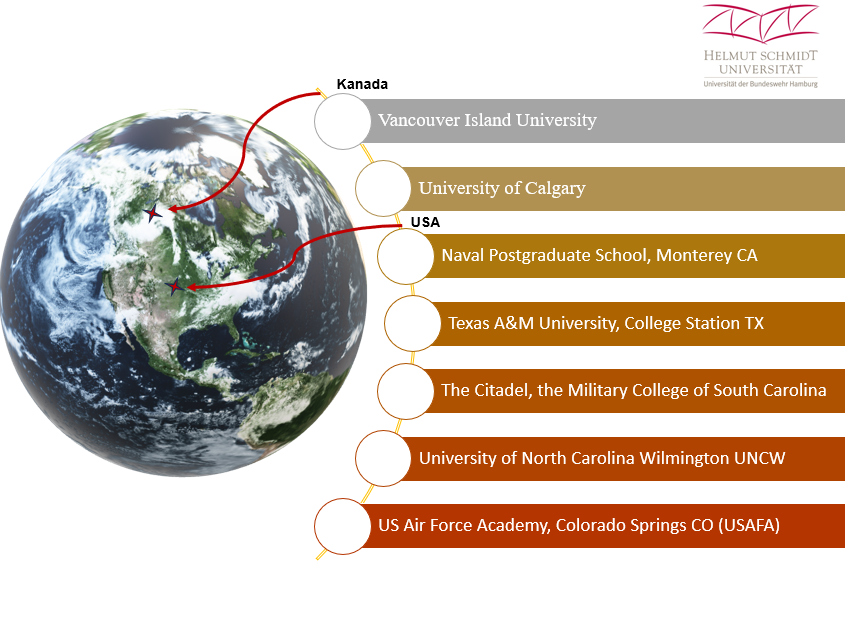 HELMUT SCHMIDT
UNIVERSITÄT
Universität der Bundeswehr Hamburg
Kanada
Vancouver Island University
University of Calgary
USA
Naval Postgraduate School, Monterey CA
Texas A&M University, College Station TX
The Citadel, the Military College of South Carolina
University of North Carolina Wilmington UNCW
US Air Force Academy, Colorado Springs CO (USAFA)